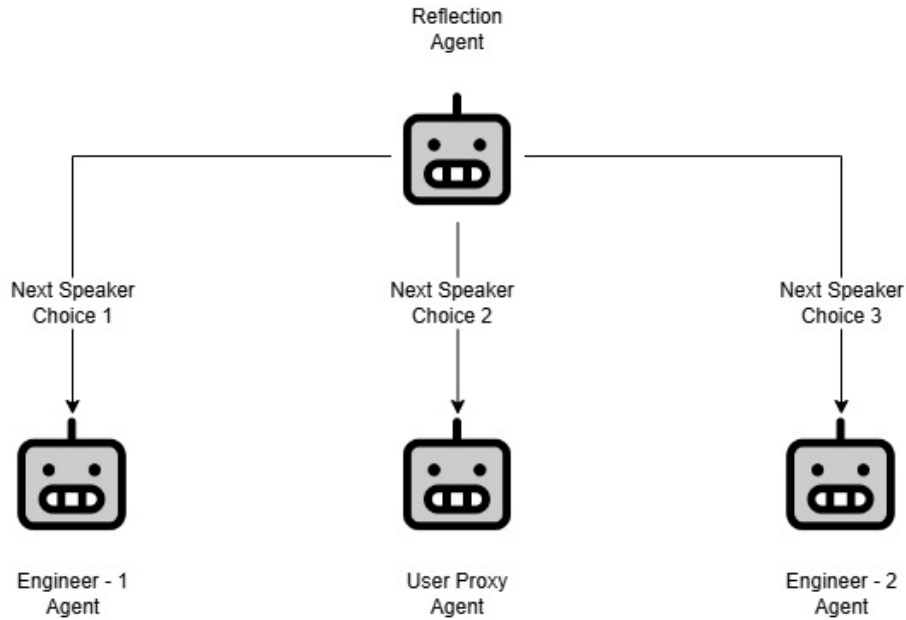 Reflection
Agent
Next Speaker
Choice 1
Next Speaker
Choice 2
Next Speaker
Choice 3
Engineer - 1
Agent
User Proxy
Agent
Engineer - 2
Agent